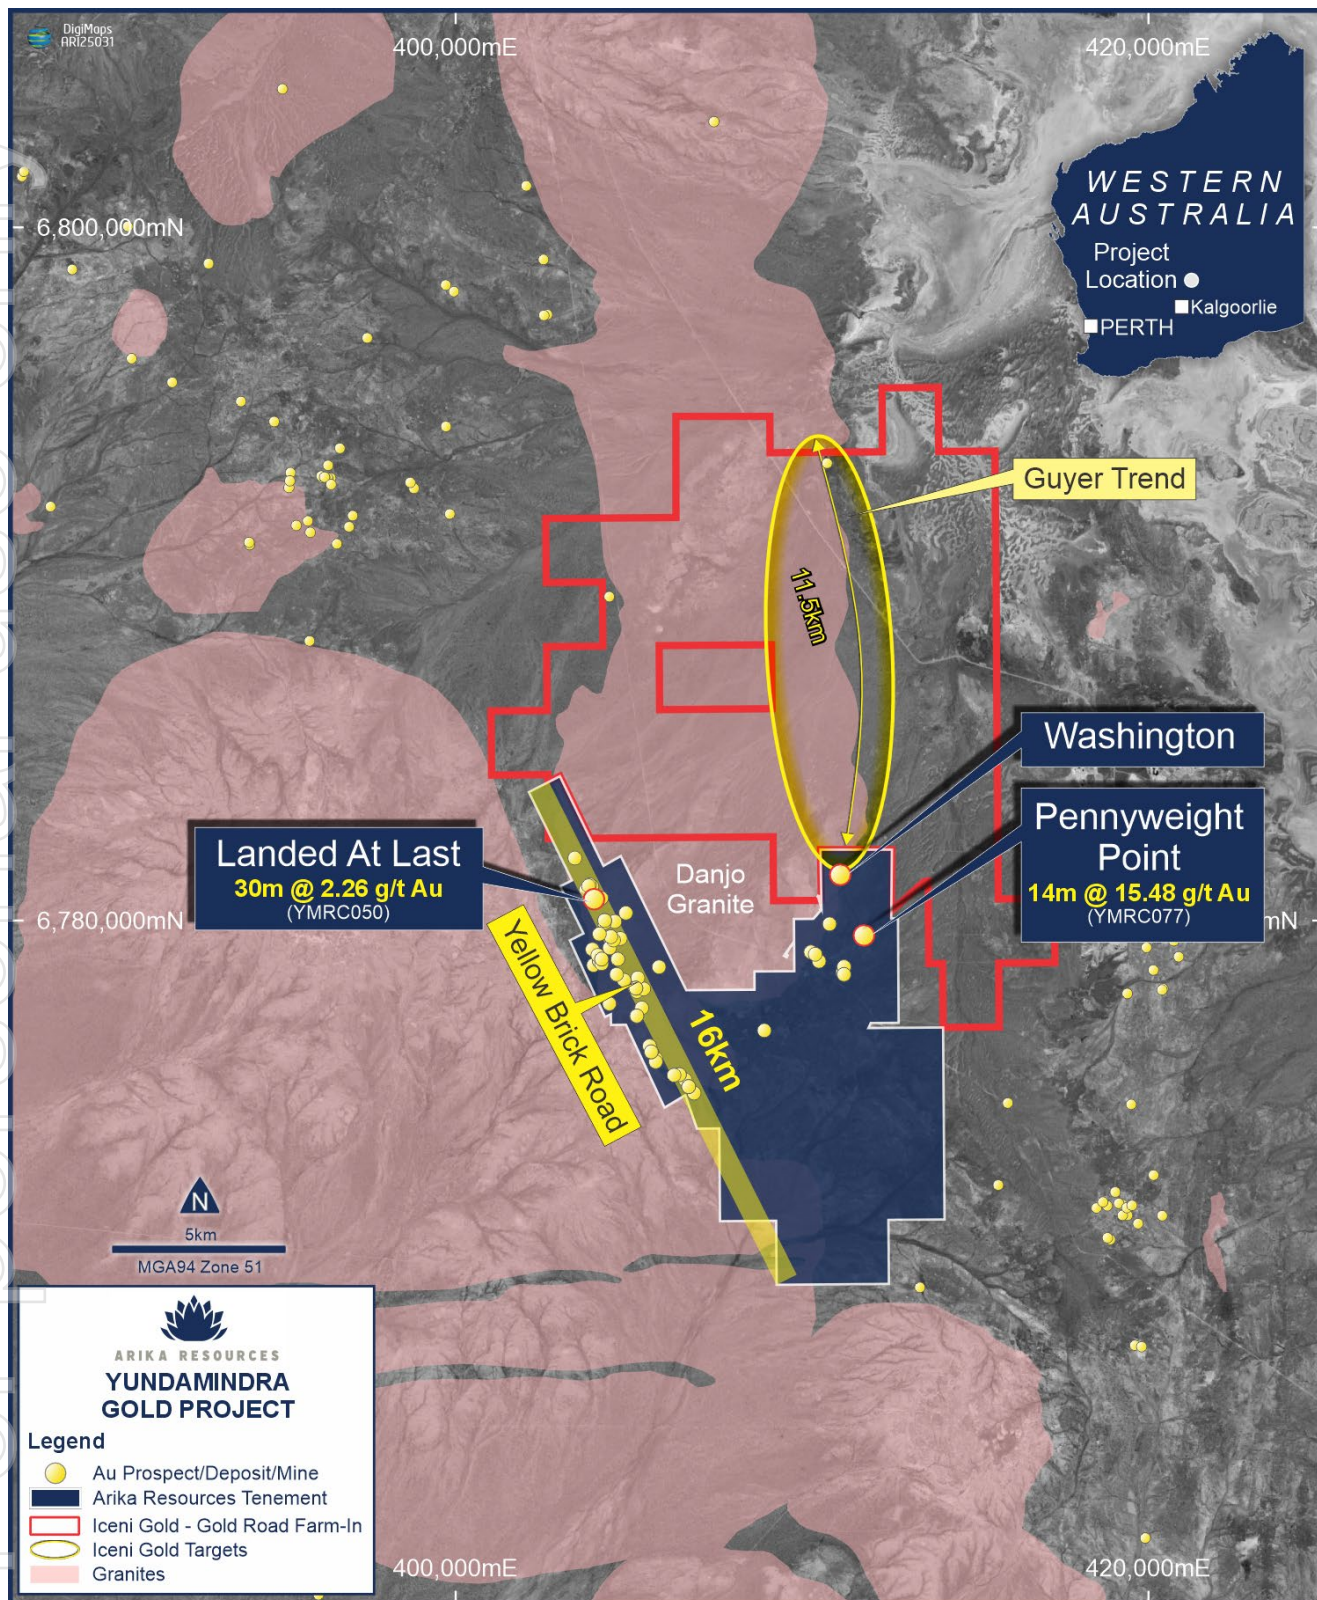 DigiMaps
ARI25031
400,000mE
420,000mE
WESTERN
AUSTRALIA
Project
Location
Kalgoorlie
PERTH
6,800,000mN
Guyer Trend
11.5km
Washington
Pennyweight
Point
14m @ 15.48 g/t Au
(YMRC077)
Landed At Last
30m @ 2.26 g/t Au
(YMRC050)
Danjo
Granite
6,780,000mN
mN
Yellow Brick Road
16km
N
5km
MGA94 Zone 51
ARIKA RESOURCES
YUNDAMINDRA
GOLD PROJECT
Legend
Au Prospect/Deposit/Mine
Arika Resources Tenement
Iceni Gold - Gold Road Farm-In
Iceni Gold Targets
Granites
400,000mE
420,000mE